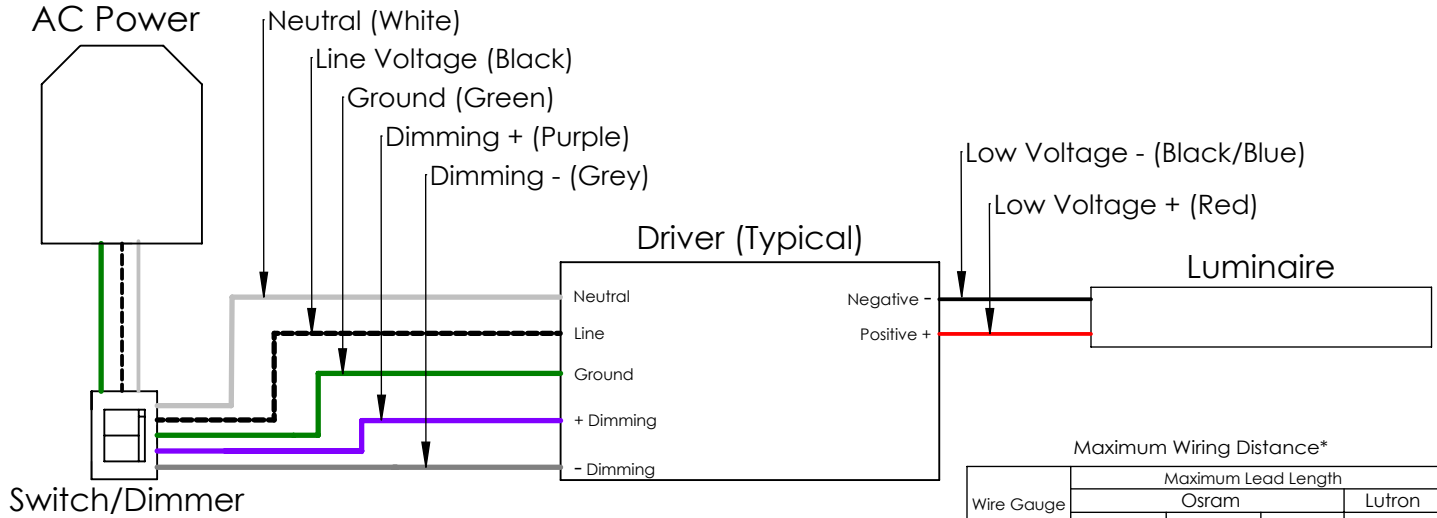 AC Power
Neutral (White)
Line Voltage (Black)
Ground (Green)
Dimming + (Purple)
Dimming - (Grey)
Low Voltage - (Black/Blue)
Low Voltage + (Red)
Driver (Typical)
Luminaire
Neutral
Negative -
Line
Positive +
Ground
+ Dimming
- Dimming
Switch/Dimmer
Maximum Wiring Distance*
Maximum Lead Length
Wire Gauge
Osram
Lutron